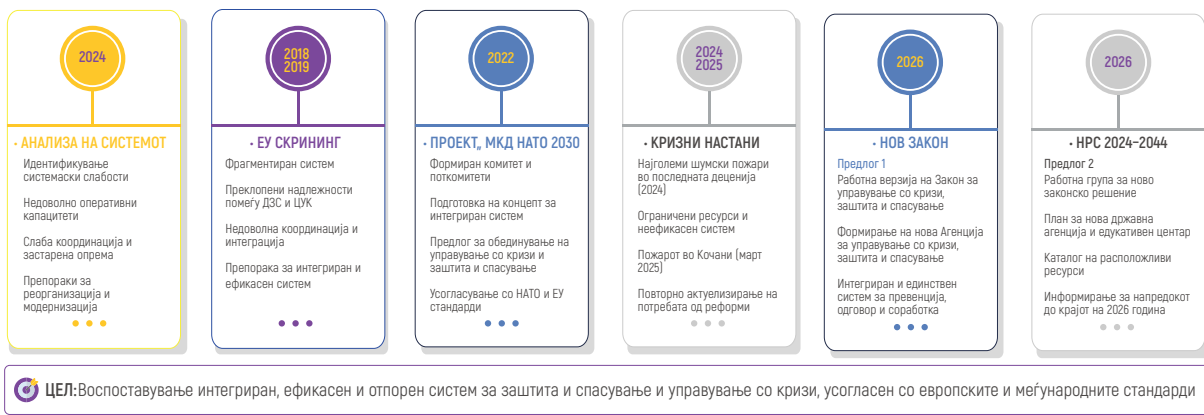 2024
· АНАЛИЗА НА СИСТЕМОТ
Идентификување
системаски слабости
Недоволно оперативни
капацитети
Слаба координација и
застарена опрема
Препораки за
реорганизација и
модернизација
2018
2019
· ЕУ СКРИНИНГ
Фрагментиран систем
Преклопени надлежности
помеѓу ДЗС и ЦУК
Недоволна координација и
интеграција
Препорака за интегриран и
ефикасен систем
2022
· ПРОЕКТ„ МКД НАТО 2030
Формиран комитет и
поткомитети
Подготовка на концепт за
интегриран систем
Предлог за обединување на
управување со кризи и
заштита и спасување
Усогласување со НАТО и ЕУ
стандарди
2024
2025
· КРИЗНИ НАСТАНИ
Најголеми шумски пожари
во последната деценија
(2024)
Ограничени ресурси и
неефикасен систем
Пожарот во Кочани (март
2025)
Повторно актуелизирање на
потребата од реформи
2026
· НОВ ЗАКОН
Предлог 1
Работна верзија на Закон за
управување со кризи,
заштита и спасување
Формирање на нова Агенција
за управување со кризи,
заштита и спасување
Интегриран и единствен
систем за превенција,
одговор и соработка
2026
· НРС 2024-2044
Предлог 2
Работна група за ново
законско решение
План за нова државна
агенција и едукативен центар
Каталог на расположливи
ресурси
Информирање за напредокот
до крајот на 2026 година
ЦЕЛ:Воспоставување интегриран, ефикасен и отпорен систем за заштита и спасување и управување со кризи, усогласен со европските и меѓународните стандарди